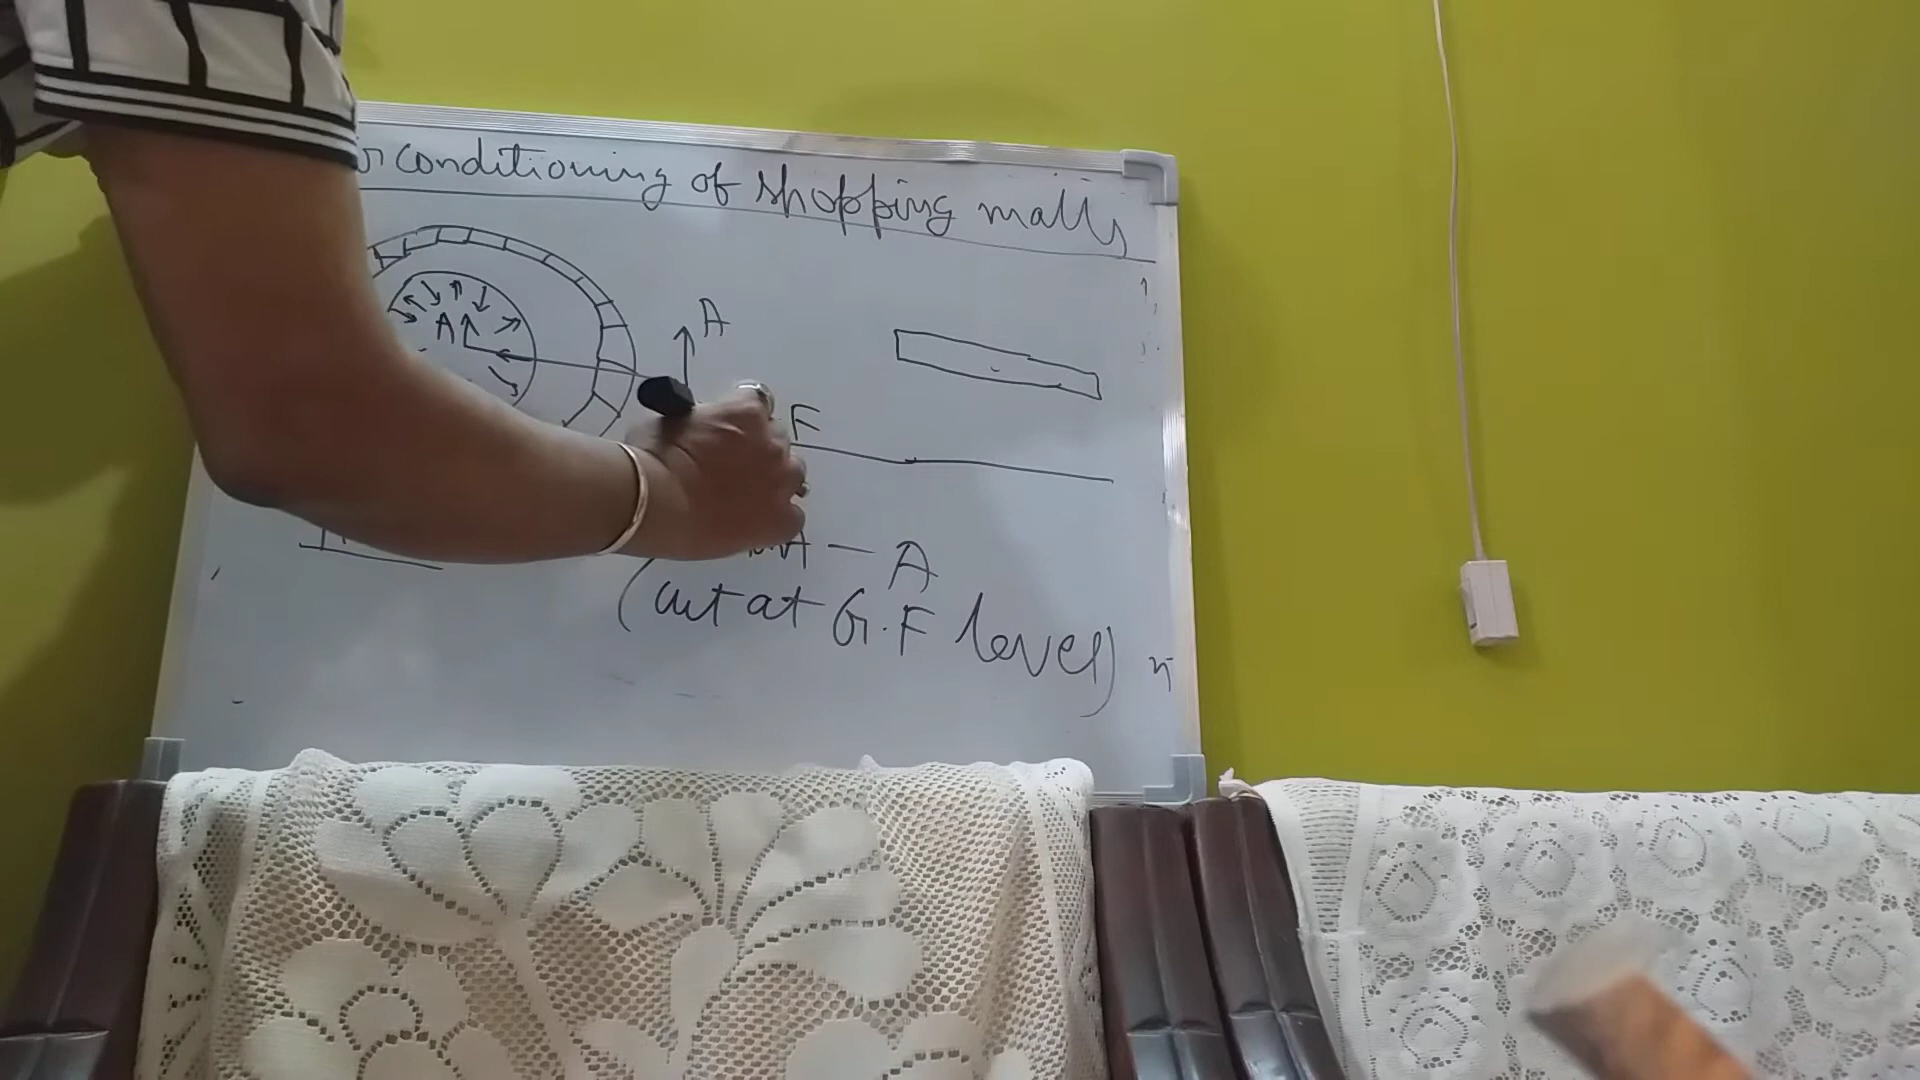 conditioning of shopping malls
A
A
F
A — A
(cut at G.F level)